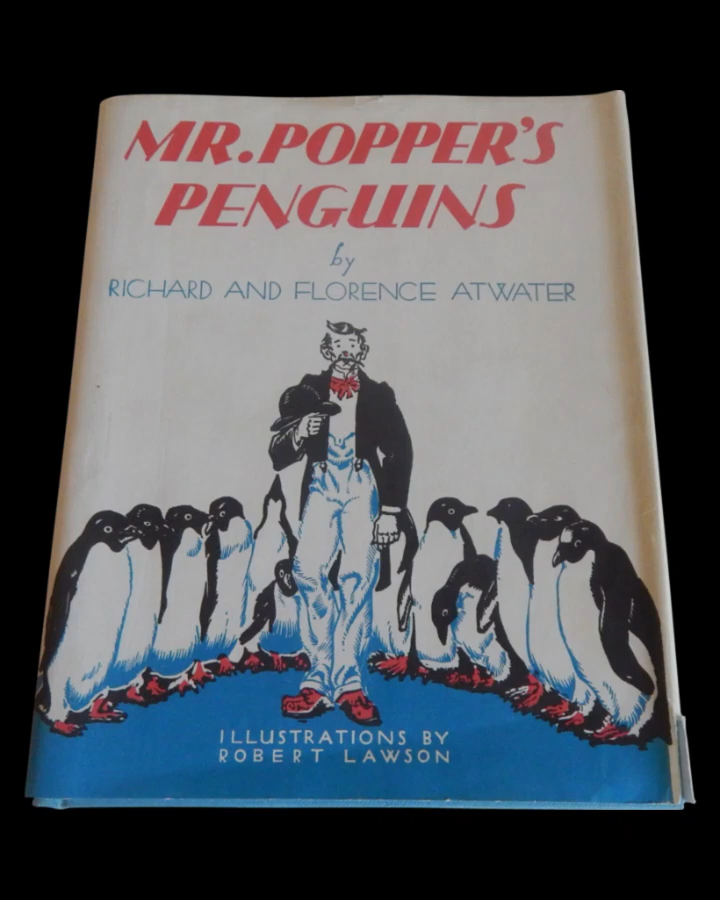 MR. POPPER'S
PENGUINS
by
RICHARD AND FLORENCE ATWATER
ILLUSTRATIONS BY
ROBERT LAWSON